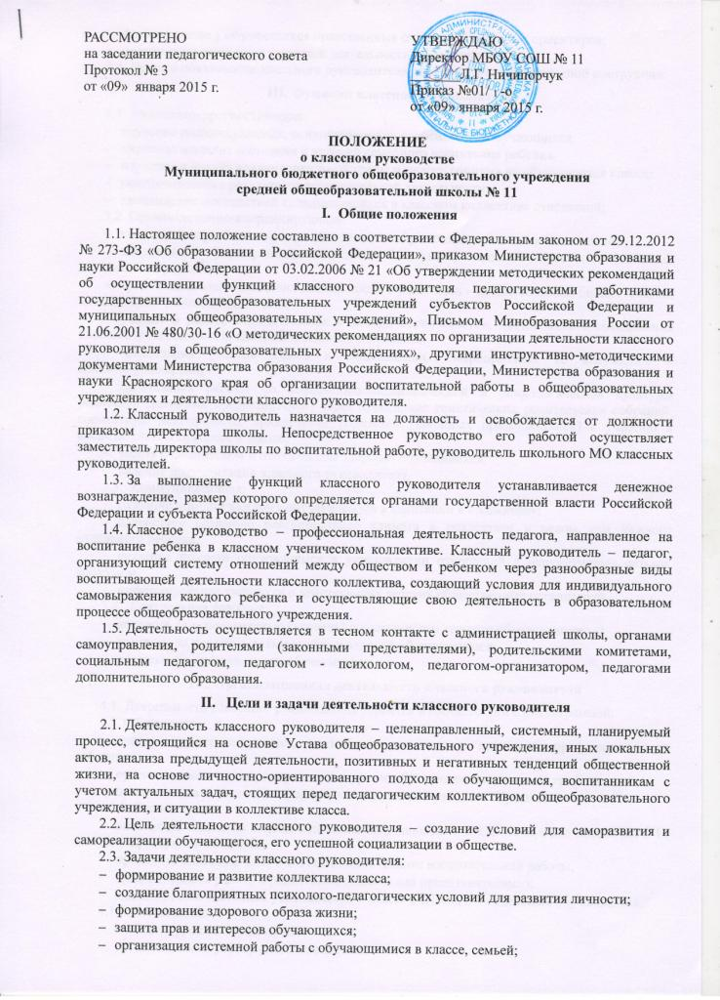 РАССМОТРЕНО
на заседании педагогического совета
Протокол № 3
от «09» января 2015 г.
УТВЕРЖДАЮ
Директор МБОУ СОШ № 11
Л.Г. Ничипорчук
Приказ №01/ -о
от «09» января 2015 г.
ПОЛОЖЕНИЕ
о классном руководстве
Муниципального бюджетного общеобразовательного учреждения
средней общеобразовательной школы № 11
I. Общие положения
1.1. Настоящее положение составлено в соответствии с Федеральным законом от 29.12.2012
№ 273-ФЗ «Об образовании в Российской Федерации», приказом Министерства образования и
науки Российской Федерации от 03.02.2006 № 21 «Об утверждении методических рекомендаций
об осуществлении функций классного руководителя педагогическими работниками
государственных общеобразовательных учреждений субъектов Российской Федерации и
муниципальных общеобразовательных учреждений», Письмом Минобразования России от
21.06.2001 № 480/30-16 «О методических рекомендациях по организации деятельности классного
руководителя в общеобразовательных учреждениях», другими инструктивно-методическими
документами Министерства образования Российской Федерации, Министерства образования и
науки Красноярского края об организации воспитательной работы в общеобразовательных
учреждениях и деятельности классного руководителя.
1.2. Классный руководитель назначается на должность и освобождается от должности
приказом директора школы. Непосредственное руководство его работой осуществляет
заместитель директора школы по воспитательной работе, руководитель школьного МО классных
руководителей.
1.3. За выполнение функций классного руководителя устанавливается денежное
вознаграждение, размер которого определяется органами государственной власти Российской
Федерации и субъекта Российской Федерации.
1.4. Классное руководство – профессиональная деятельность педагога, направленное на
воспитание ребенка в классном ученическом коллективе. Классный руководитель – педагог,
организующий систему отношений между обществом и ребенком через разнообразные виды
воспитывающей деятельности классного коллектива, создающий условия для индивидуального
самовыражения каждого ребенка и осуществляющие свою деятельность в образовательном
процессе общеобразовательного учреждения.
1.5. Деятельность осуществляется в тесном контакте с администрацией школы, органами
самоуправления, родителями (законными представителями), родительскими комитетами,
социальным педагогом, педагогом - психологом, педагогом-организатором, педагогами
дополнительного образования.
II. Цели и задачи деятельности классного руководителя
2.1. Деятельность классного руководителя – целенаправленный, системный, планируемый
процесс, строящийся на основе Устава общеобразовательного учреждения, иных локальных
актов, анализа предыдущей деятельности, позитивных и негативных тенденций общественной
жизни, на основе личностно-ориентированного подхода к обучающимся, воспитанникам с
учетом актуальных задач, стоящих перед педагогическим коллективом общеобразовательного
учреждения, и ситуации в коллективе класса.
2.2. Цель деятельности классного руководителя – создание условий для саморазвития и
самореализации обучающегося, его успешной социализации в обществе.
2.3. Задачи деятельности классного руководителя:
– формирование и развитие коллектива класса;
– создание благоприятных психолого-педагогических условий для развития личности;
– формирование здорового образа жизни;
– защита прав и интересов обучающихся;
– организация системной работы с обучающимися в классе, семьей;